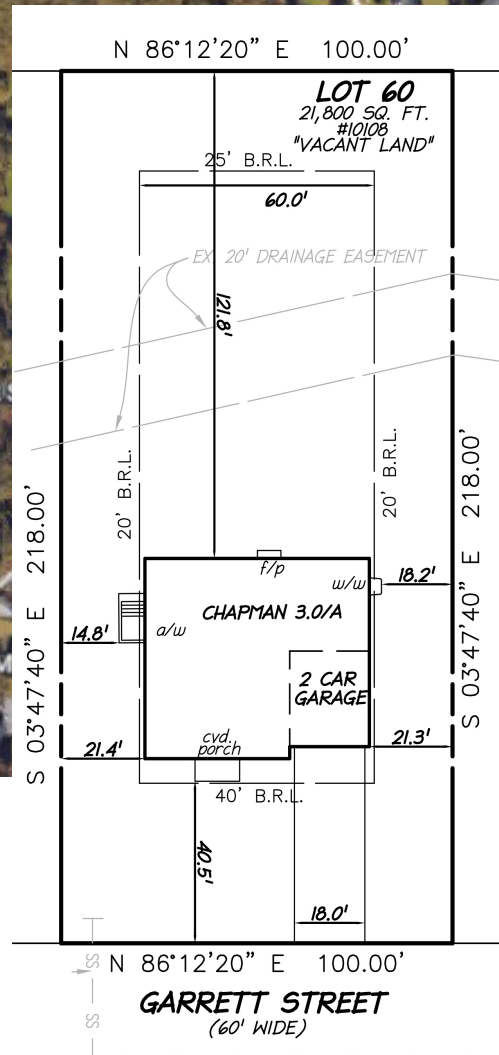 N 86°12'20" E 100.00'
LOT 60
21,800 SQ. FT.
#10108
"VACANT LAND"
25' B.R.L.
60.0'
EX. 20' DRAINAGE EASEMENT
121.8'
20' B.R.L.
20' B.R.L.
S 03°47'40" E 218.00'
S 03°47'40" E 218.00'
f/p
w/w
18.2'
CHAPMAN 3.0/A
14.8'
a/w
2 CAR
GARAGE
cvd.
porch
21.4'
21.3'
40' B.R.L.
40.5'
18.0'
SS
SS
N 86°12'20" E 100.00'
GARRETT STREET
(60' WIDE)